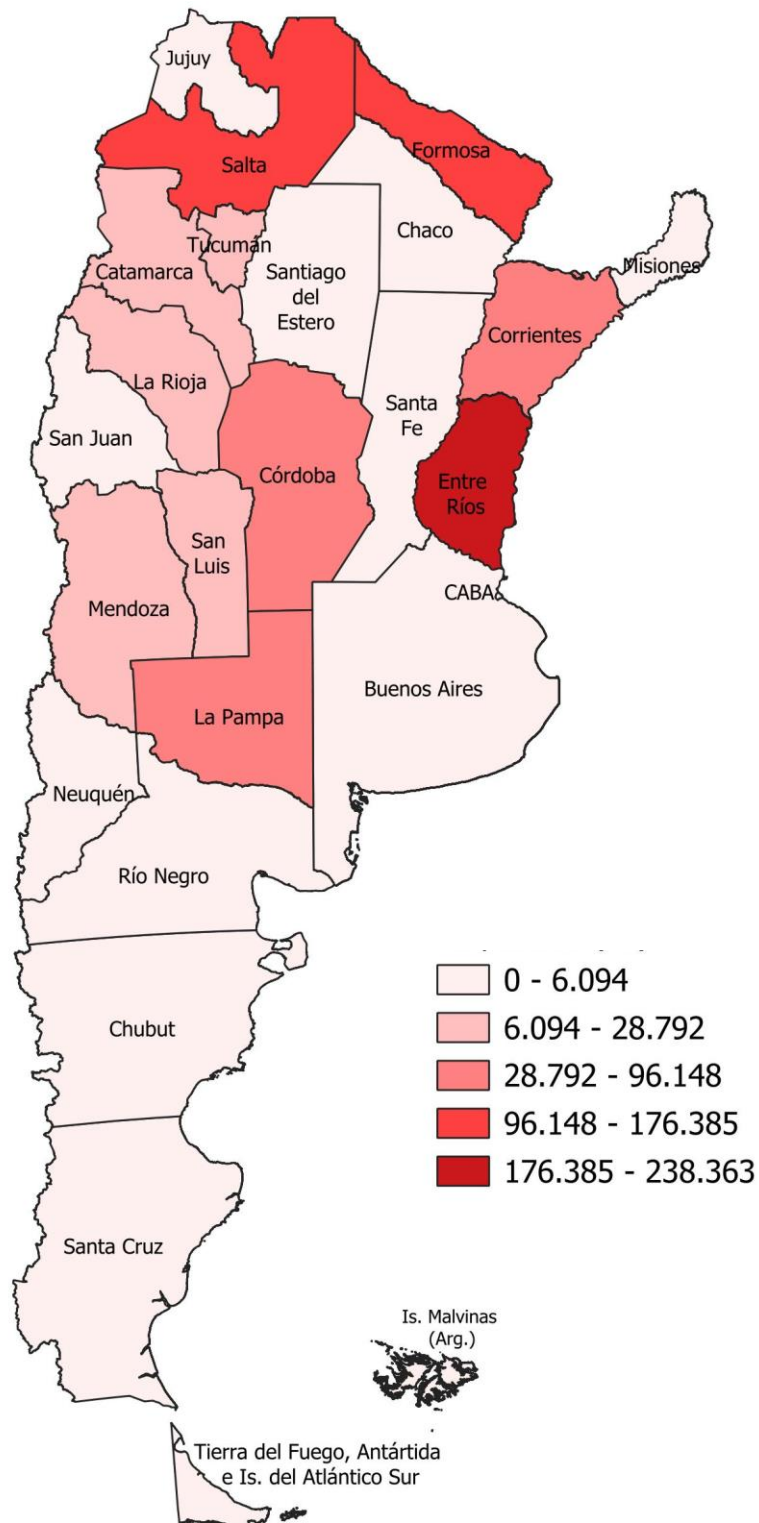 Jujuy
Salta
Formosa
Chaco
Misiones
Tucumán
Catamarca
Santiago
del
Estero
Corrientes
La Rioja
Santa
Fe
San Juan
Córdoba
Entre
Ríos
San
Luis
CABA
Mendoza
Buenos Aires
La Pampa
Neuquén
Río Negro
Chubut
0 - 6.094
6.094 - 28.792
28.792 - 96.148
96.148 - 176.385
176.385 - 238.363
Santa Cruz
Is. Malvinas
(Arg.)
Tierra del Fuego, Antártida
e Is. del Atlántico Sur